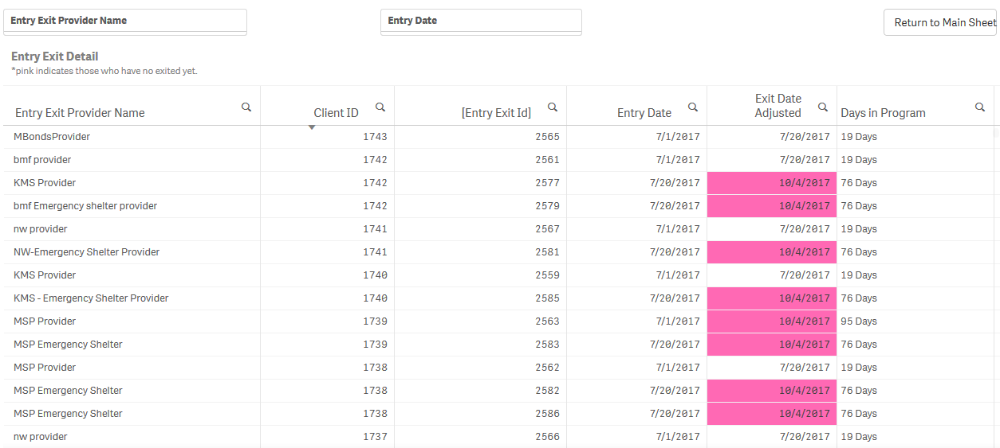 Entry Exit Provider Name Entry Date Return to Main Sheet
Entry Exit Detail
*pink indicates those who have no exited yet.
Entry Exit Provider Name Client ID [Entry Exit Id] Entry Date Exit Date Adjusted Days in Program
MBondsProvider 1743 2565 7/1/2017 7/20/2017 19 Days
bmf provider 1742 2561 7/1/2017 7/20/2017 19 Days
KMS Provider 1742 2577 7/20/2017 10/4/2017 76 Days
bmf Emergency shelter provider 1742 2579 7/20/2017 10/4/2017 76 Days
nw provider 1741 2567 7/1/2017 7/20/2017 19 Days
NW-Emergency Shelter Provider 1741 2581 7/20/2017 10/4/2017 76 Days
KMS Provider 1740 2559 7/1/2017 7/20/2017 19 Days
KMS - Emergency Shelter Provider 1740 2585 7/20/2017 10/4/2017 76 Days
MSP Provider 1739 2563 7/1/2017 10/4/2017 95 Days
MSP Emergency Shelter 1739 2583 7/20/2017 10/4/2017 76 Days
MSP Provider 1738 2562 7/1/2017 7/20/2017 19 Days
MSP Emergency Shelter 1738 2582 7/20/2017 10/4/2017 76 Days
MSP Emergency Shelter 1738 2586 7/20/2017 10/4/2017 76 Days
nw provider 1737 2566 7/1/2017 7/20/2017 19 Days